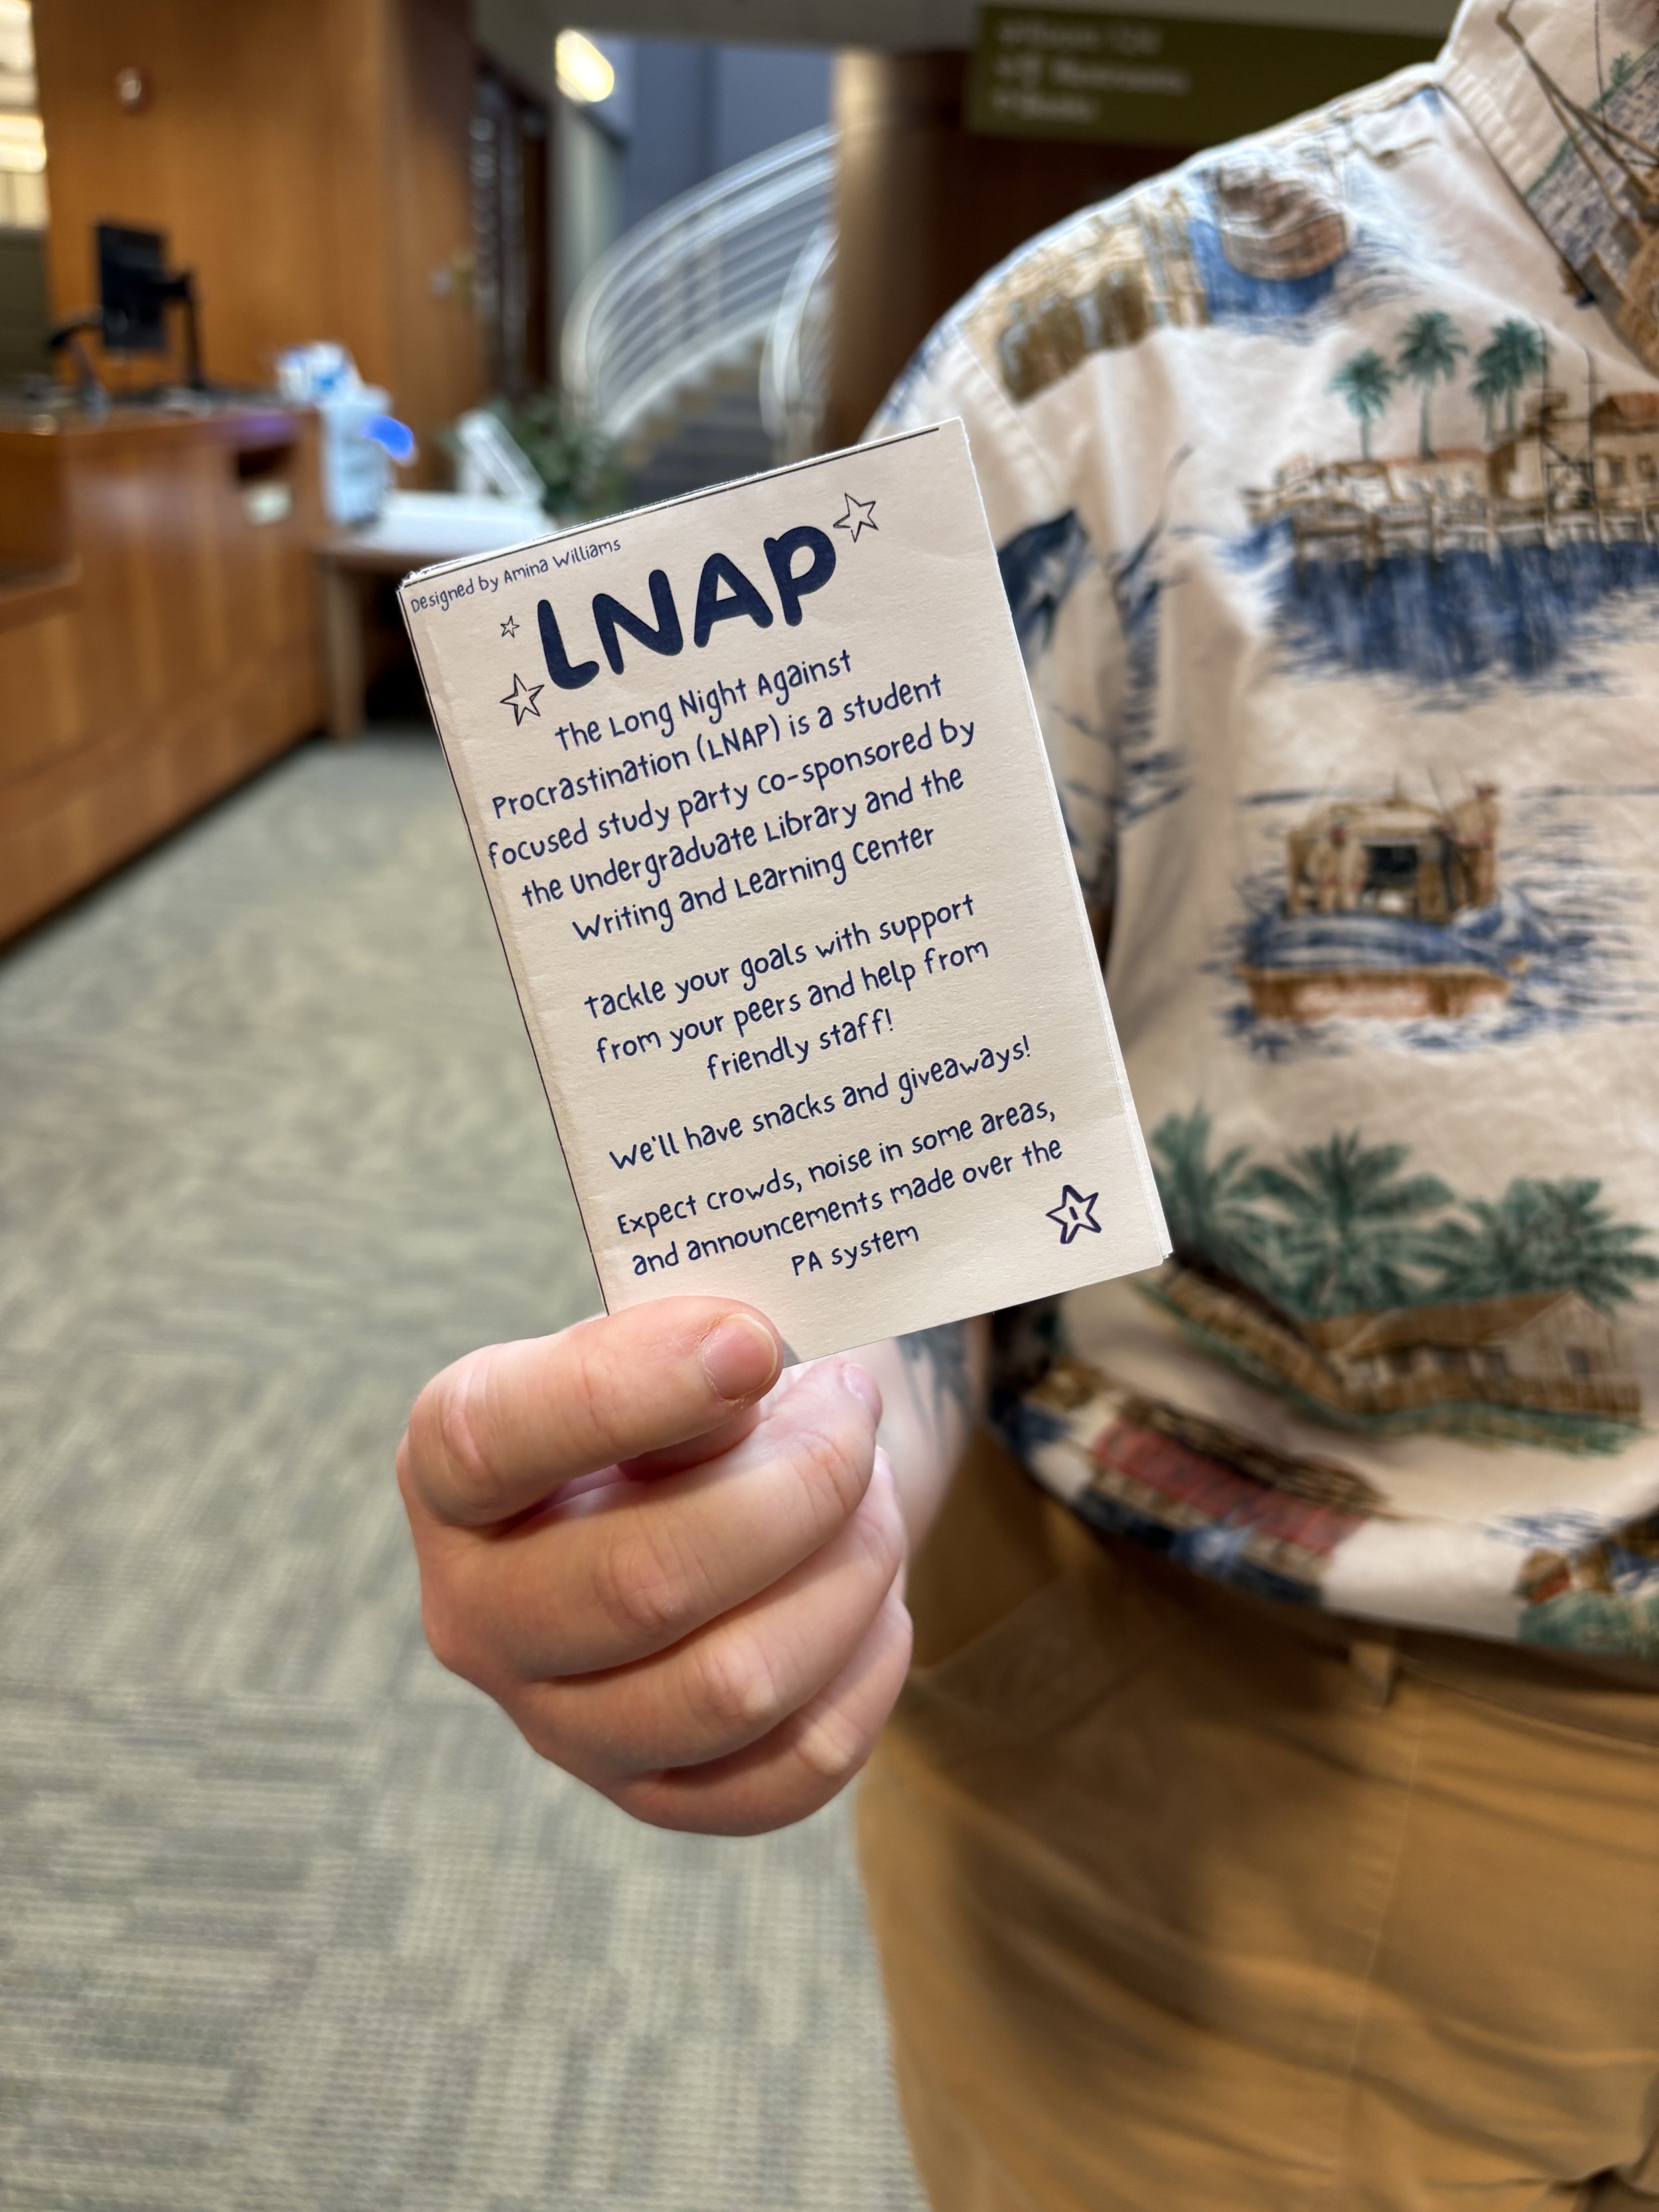 Designed by Amina Williams
LNAP
The Long Night Against
Procrastination (LNAP) is a student
focused study party co-sponsored by
the Undergraduate Library and the
Writing and Learning Center
Tackle your goals with support
from your peers and help from
friendly staff!
We'll have snacks and giveaways!
Expect crowds, noise in some areas,
and announcements made over the
PA system
1